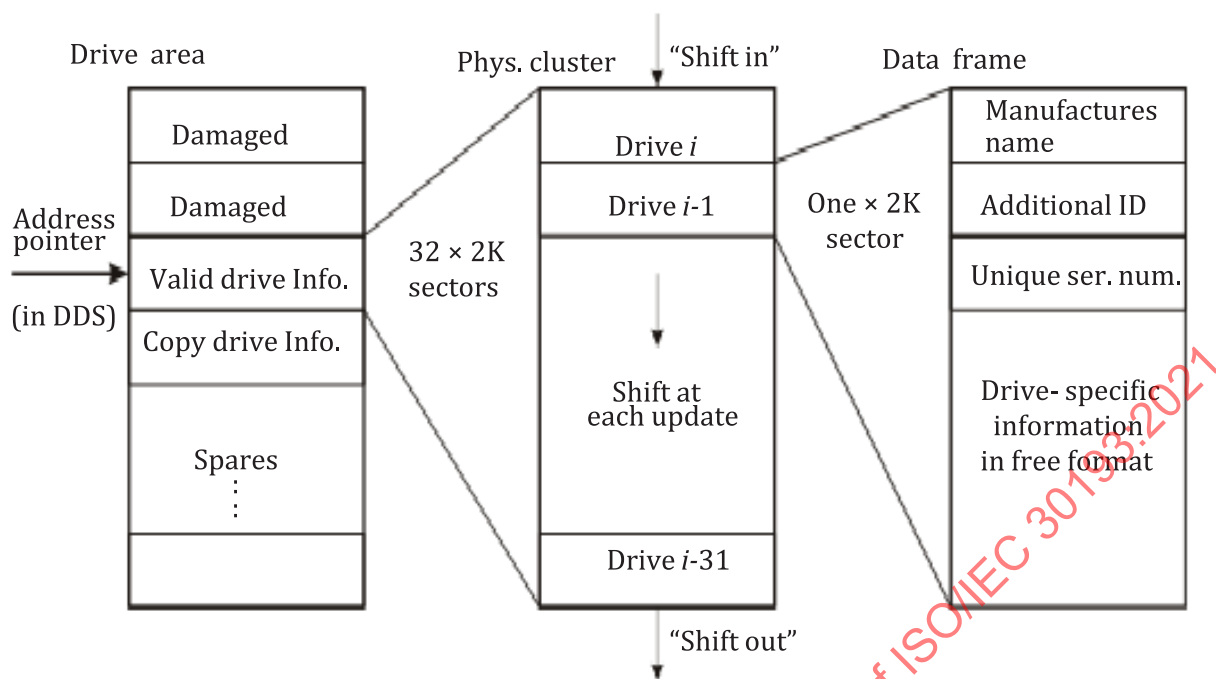 Drive area
Damaged
Damaged
Address
pointer
(in DDS)
Valid drive Info.
Copy drive Info.
Spares
Phys. cluster
"Shift in"
Drive i
Drive i-1
32 × 2K
sectors
Shift at
each update
Drive i-31
"Shift out"
Data frame
Manufactures
name
One × 2K
sector
Additional ID
Unique ser. num.
Drive- specific
information
in free format
of ISO/IEC 30193:2021